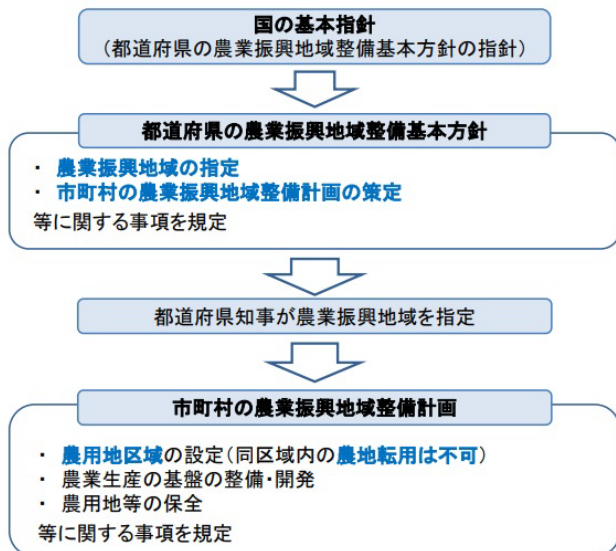 国の基本指針
(都道府県の農業振興地域整備基本方針の指針)
都道府県の農業振興地域整備基本方針
・ 農業振興地域の指定
・ 市町村の農業振興地域整備計画の策定
等に関する事項を規定
都道府県知事が農業振興地域を指定
市町村の農業振興地域整備計画
・ 農用地区域の設定(同区域内の農地転用は不可)
・ 農業生産の基盤の整備・開発
・ 農用地等の保全
等に関する事項を規定